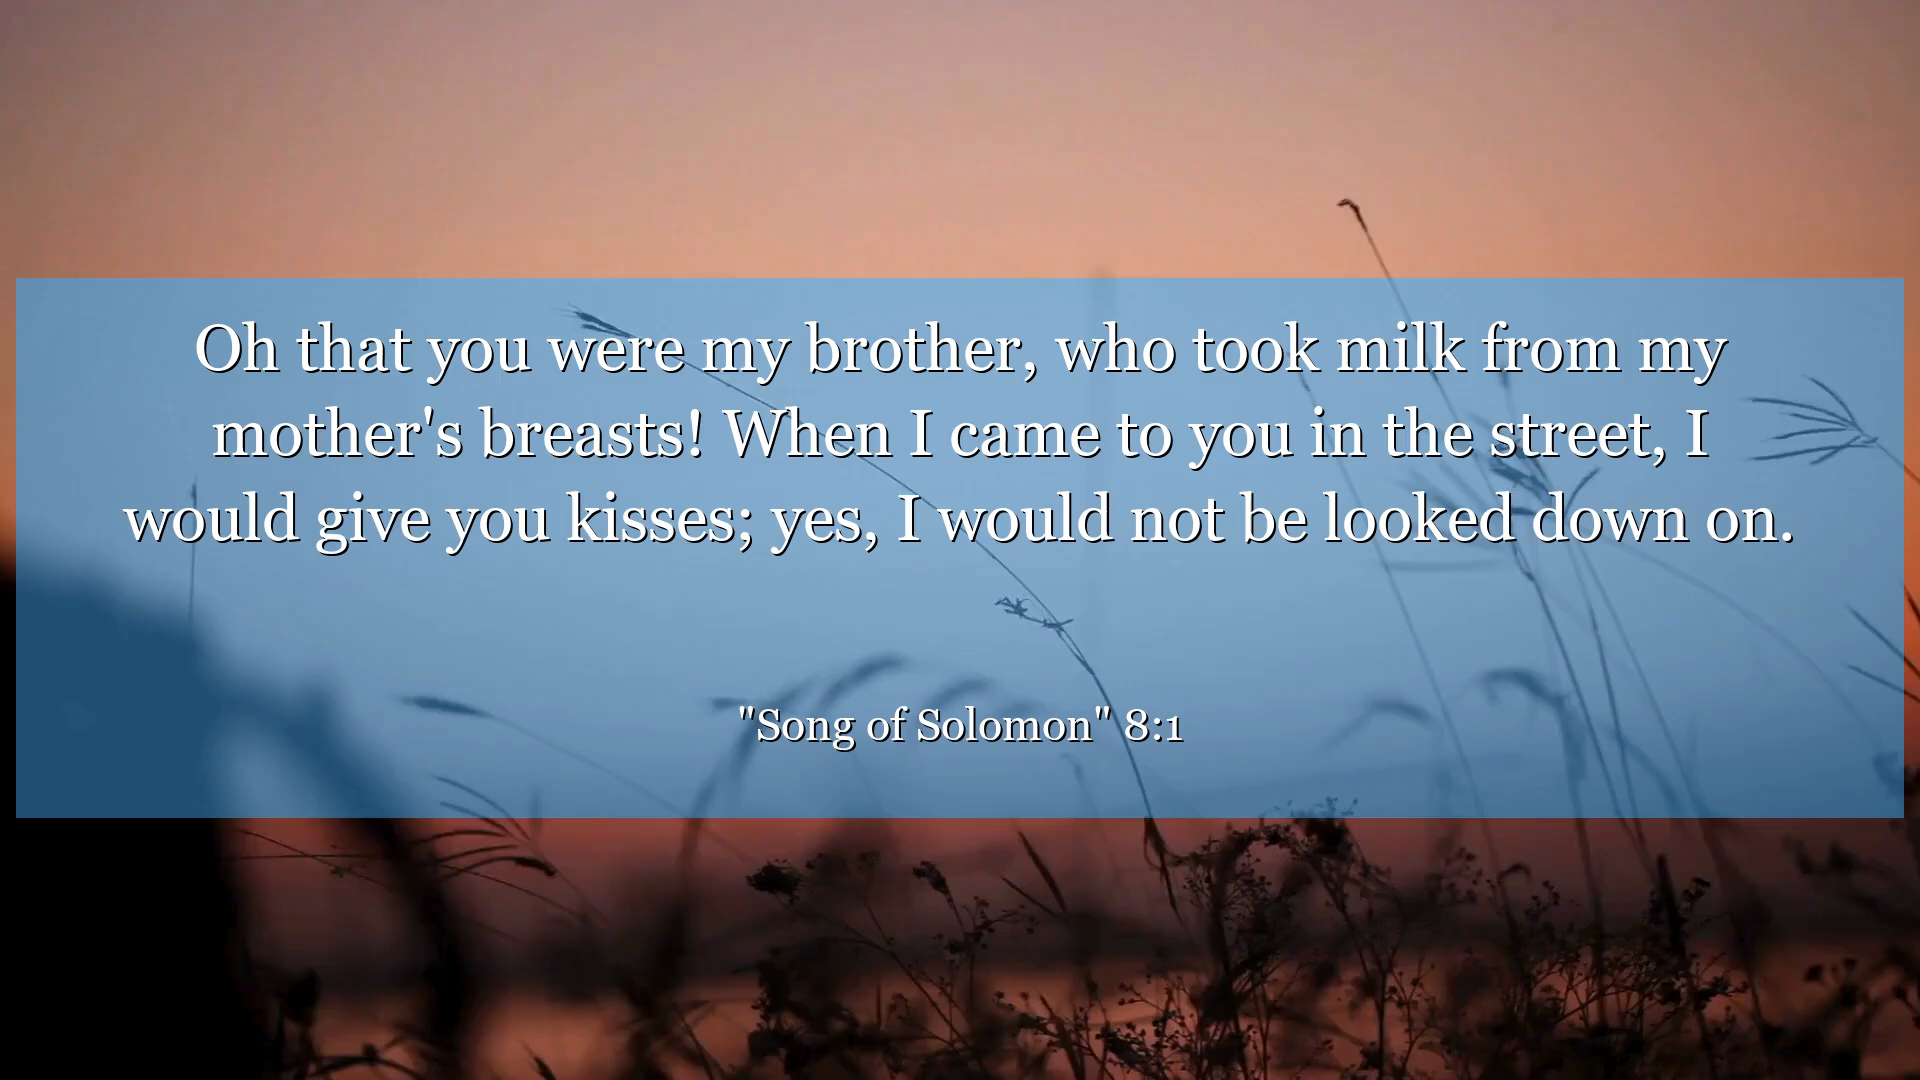 Oh that you were my brother, who took milk from my
mother's breasts! When I came to you in the street, I
would give you kisses; yes, I would not be looked down on.
"Song of Solomon" 8:1